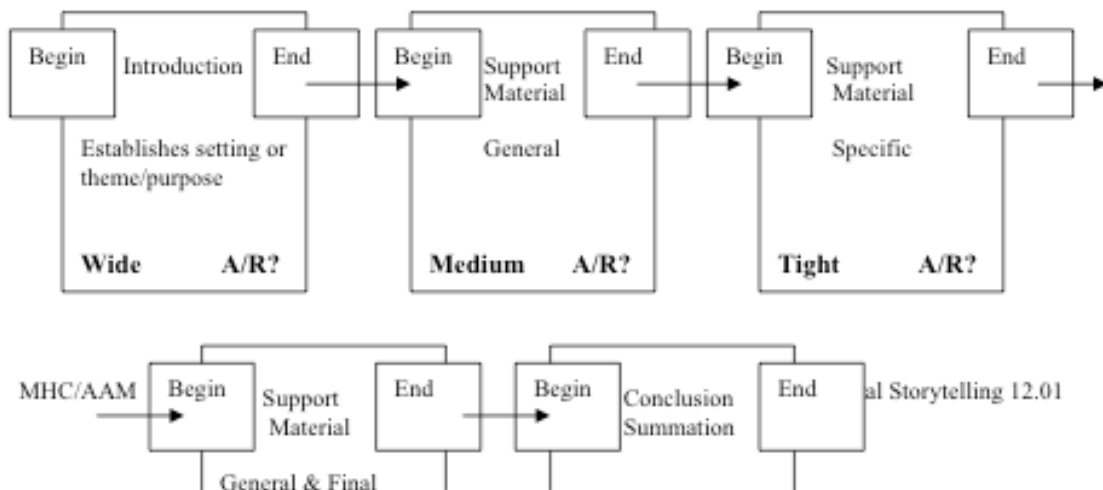 Begin
Introduction
End
Establishes setting or
theme/purpose
Wide A/R?
Begin
Support
Material
End
General
Medium A/R?
Begin
Support
Material
End
Specific
Tight A/R?
MHC/AAM
Begin
Support
Material
End
General & Final
Begin
Conclusion
Summation
End
al Storytelling 12.01